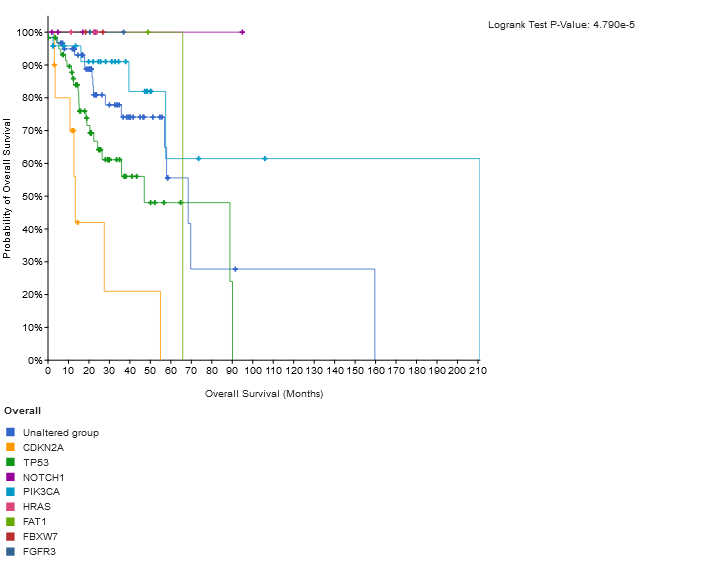 Logrank Test P-Value: 4.790e-5
100%
90%
80%
70%
60%
50%
40%
30%
20%
10%
0%
Probability of Overall Survival
0 10 20 30 40 50 60 70 80 90 100 110 120 130 140 150 160 170 180 190 200 210
Overall Survival (Months)
Overall
Unaltered group
CDKN2A
TP53
NOTCH1
PIK3CA
HRAS
FAT1
FBXW7
FGFR3